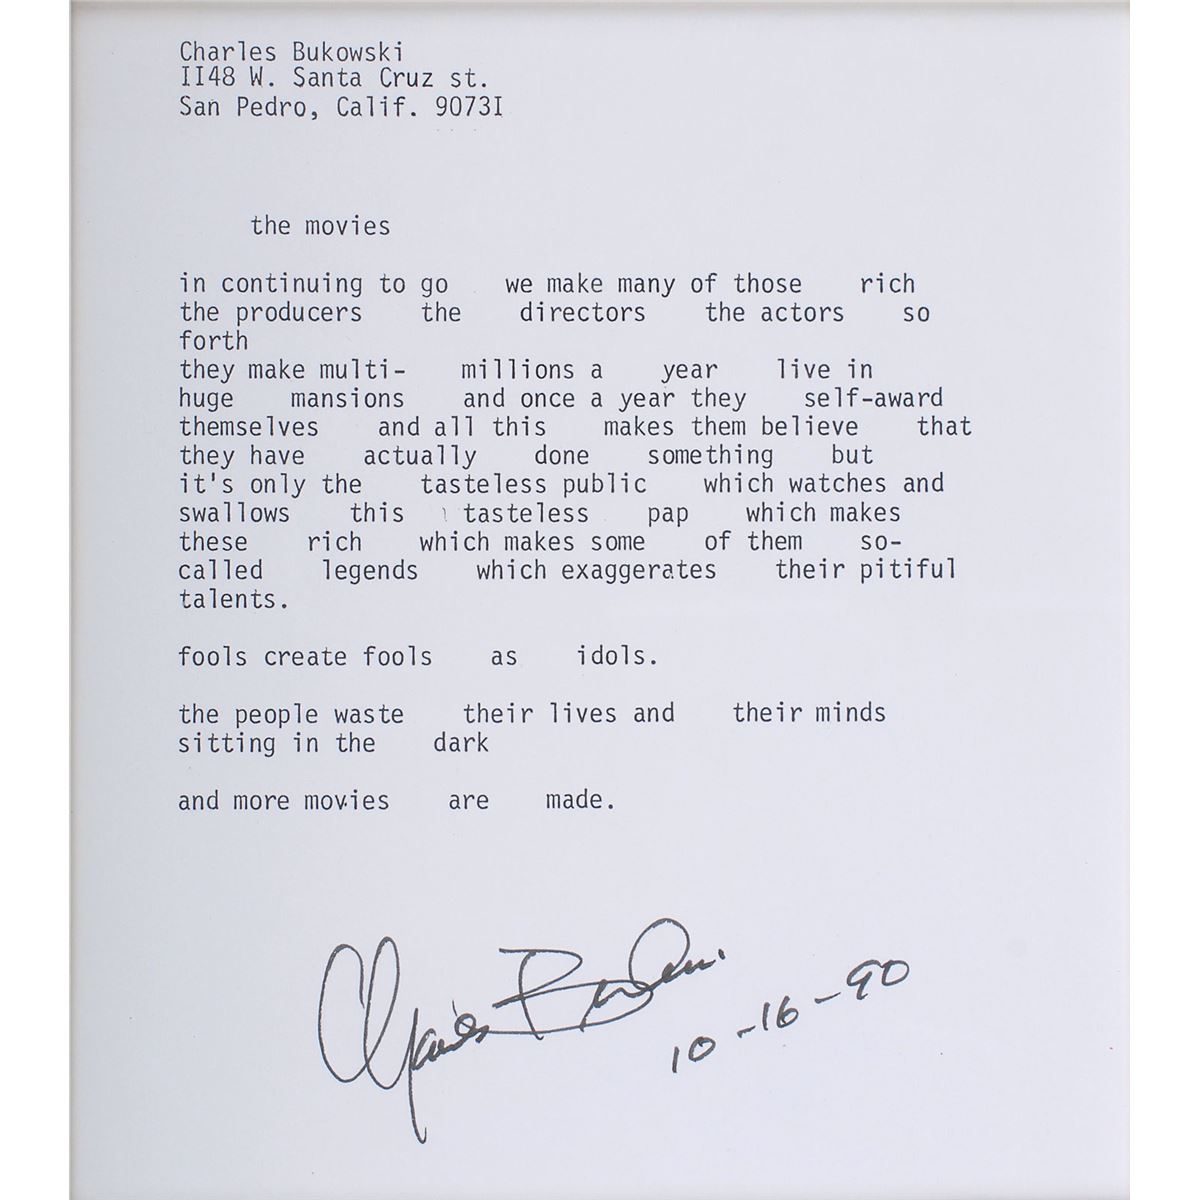 Charles Bukowski
II48 W. Santa Cruz st.
San Pedro, Calif. 9073I
the movies
in continuing to go    we make many of those    rich
the producers    the    directors    the actors    so
forth
they make multi-    millions a    year    live in
huge    mansions    and once a year they    self-award
themselves    and all this    makes them believe    that
they have    actually    done    something    but
it's only the    tasteless public    which watches and
swallows    this    tasteless    pap    which makes
these    rich    which makes some    of them    so-
called    legends    which exaggerates    their pitiful
talents.
fools create fools    as    idols.
the people waste    their lives and    their minds
sitting in the    dark
and more movies    are    made.
Charles Bukowski
10-16-90